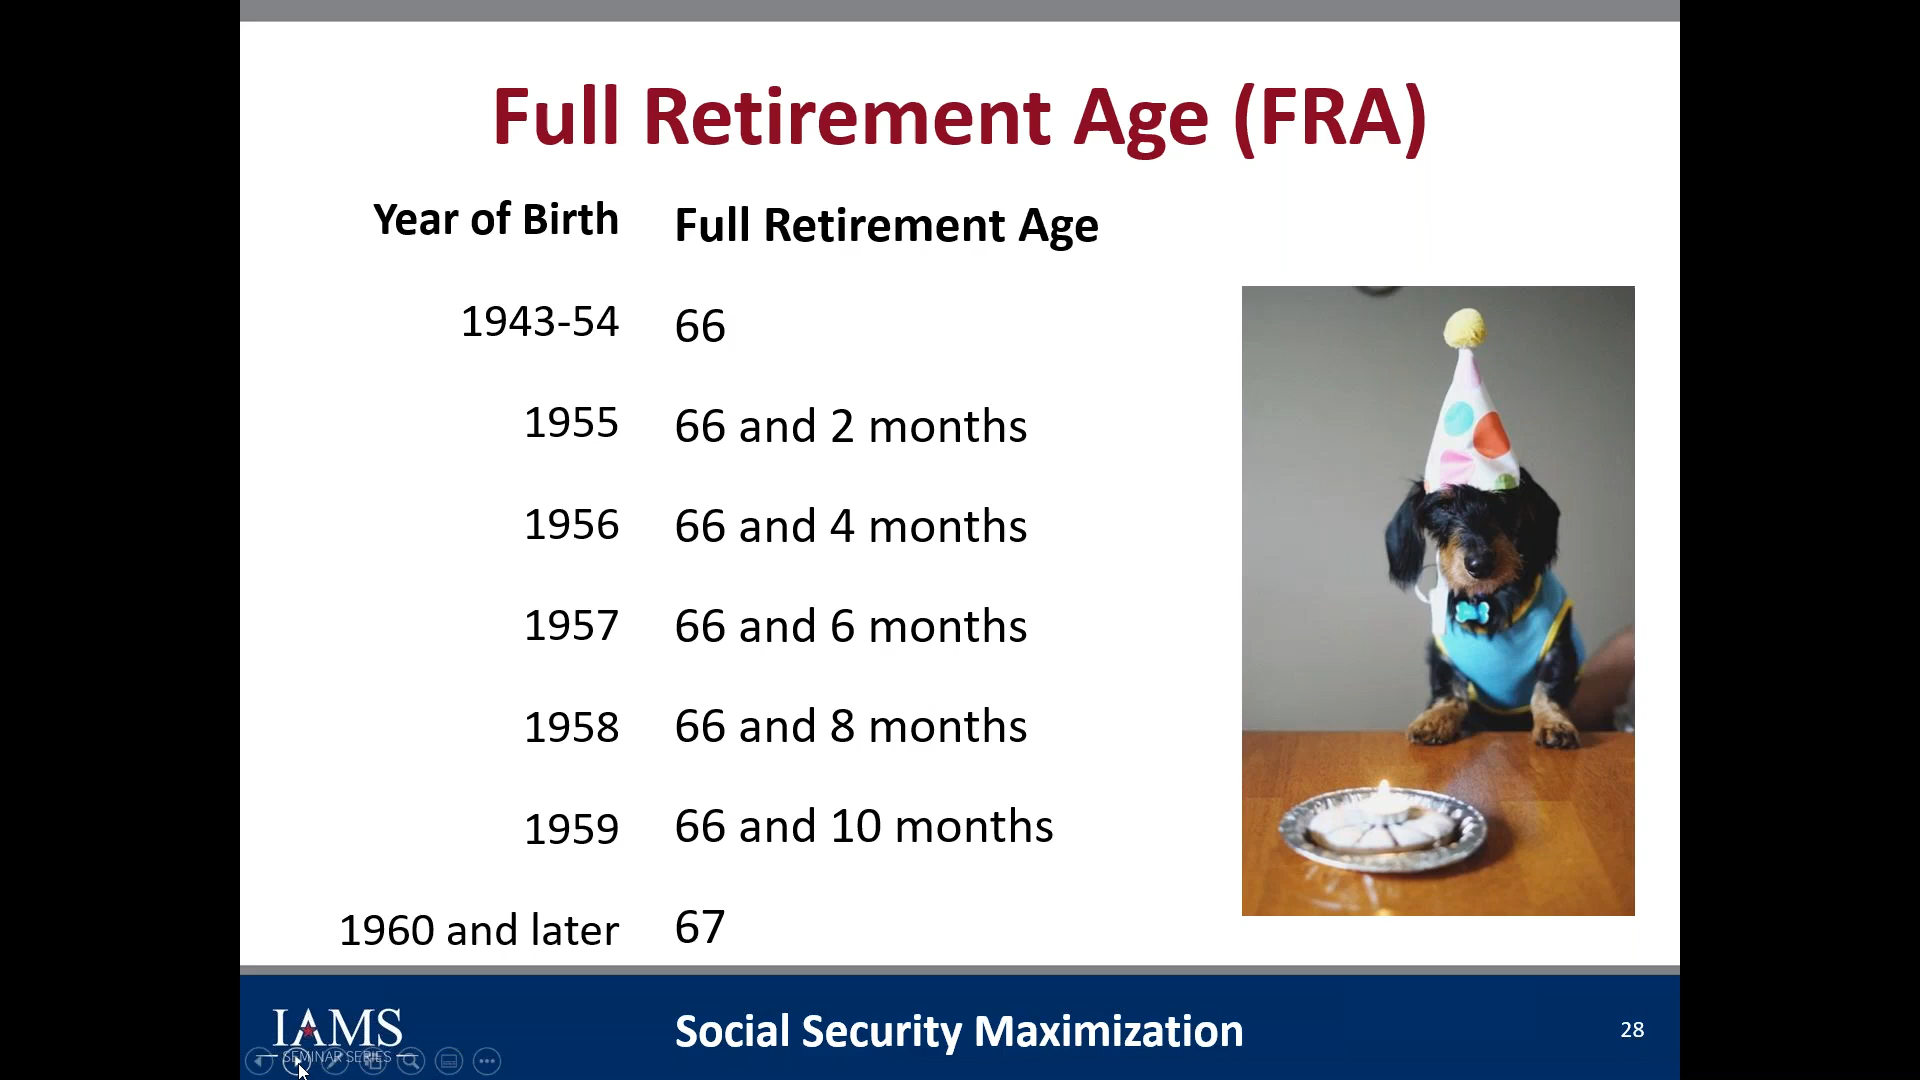 Full Retirement Age (FRA)
Year of Birth Full Retirement Age
1943-54 66
1955 66 and 2 months
1956 66 and 4 months
1957 66 and 6 months
1958 66 and 8 months
1959 66 and 10 months
1960 and later 67
IAMS
SEMINAR SERIES
Social Security Maximization
28